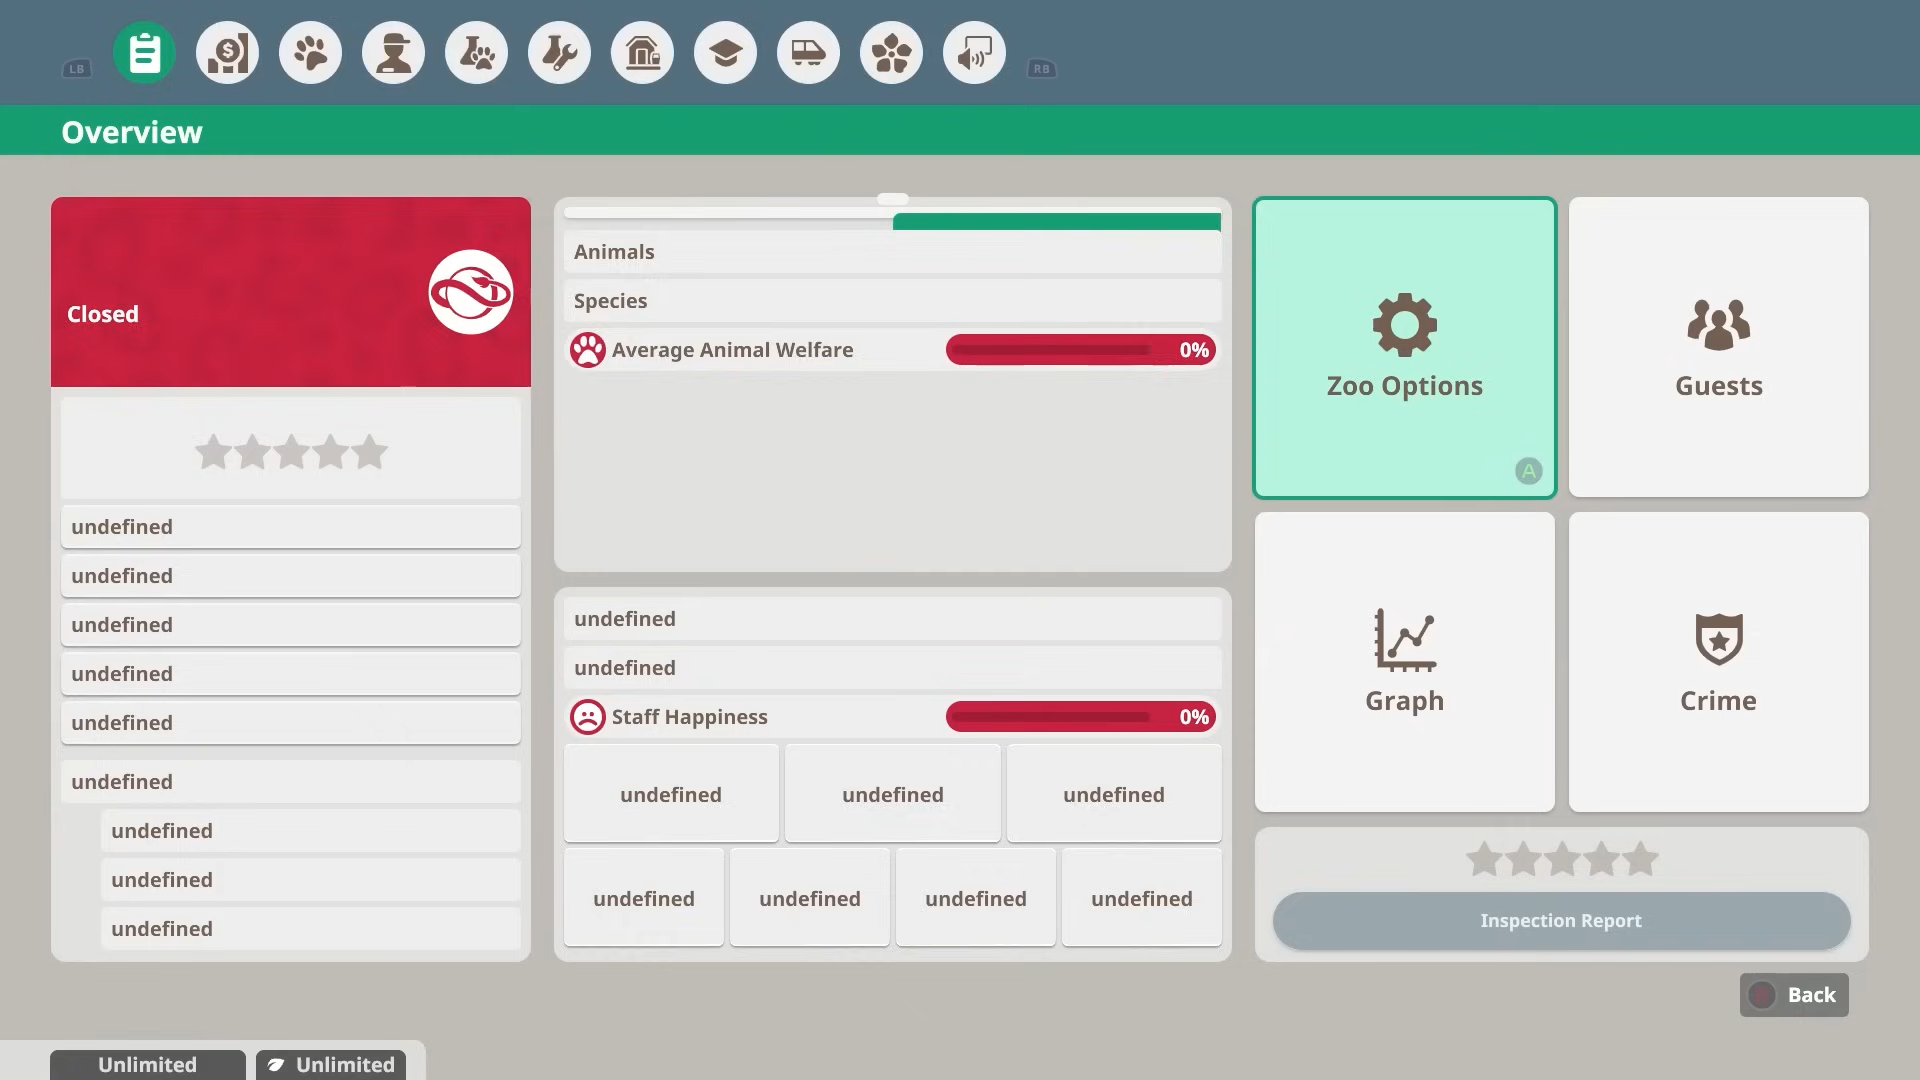 LB
RB
Overview
Closed
undefined
undefined
undefined
undefined
undefined
undefined
undefined
undefined
undefined
Animals
Species
Average Animal Welfare 0%
undefined
undefined
Staff Happiness 0%
undefined undefined undefined
undefined undefined undefined undefined
Zoo Options
A
Guests
Graph
Crime
Inspection Report
Back
Unlimited Unlimited